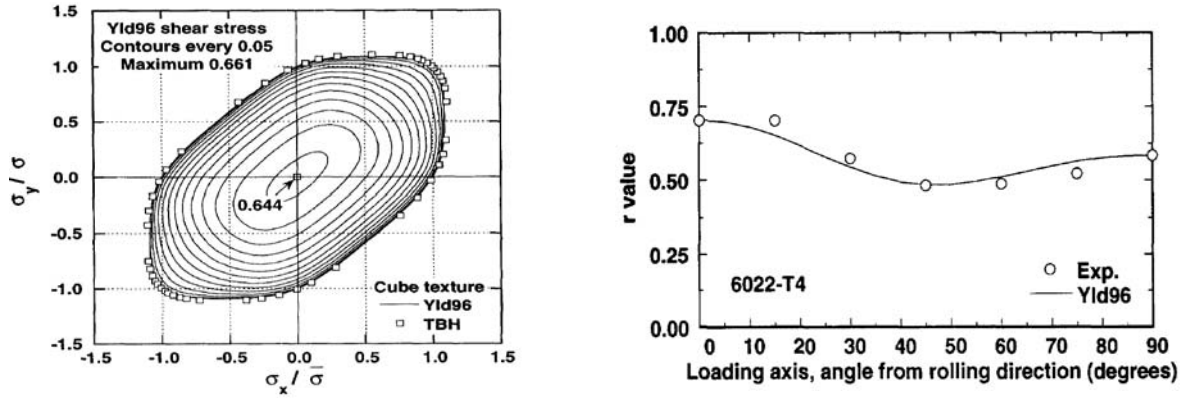 Yld96 shear stress
Contours every 0.05
Maximum 0.661
1.5
1.0
0.5
0.0
-0.5
-1.0
-1.5
σy / σ
0.644
Cube texture
Yld96
TBH
-1.5 -1.0 -0.5 0.0 0.5 1.0 1.5
σx / σ̄
1.00
0.75
0.50
0.25
0.00
r value
6022-T4
Exp.
Yld96
0 10 20 30 40 50 60 70 80 90
Loading axis, angle from rolling direction (degrees)